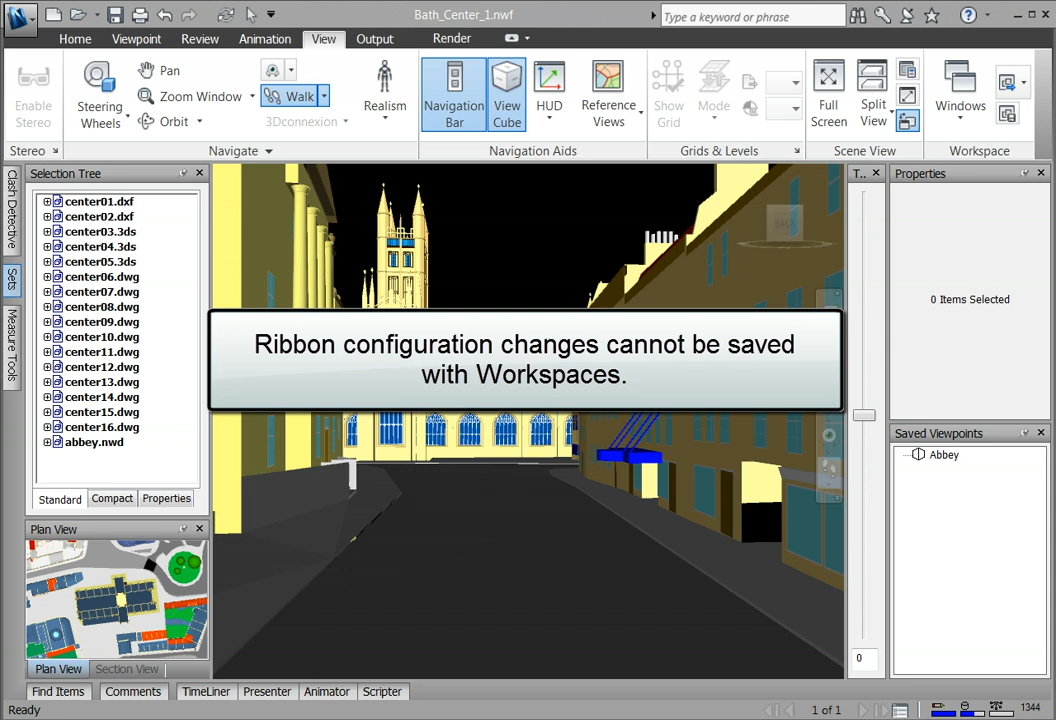 Bath_Center_1.nwf
Type a keyword or phrase
Home Viewpoint Review Animation View Output Render
Enable Stereo
Steering Wheels
Pan
Zoom Window
Orbit
Walk
3Dconnexion
Realism
Navigation Bar
View Cube
HUD
Reference Views
Show Grid
Mode
Full Screen
Split View
Windows
Stereo Navigate Navigation Aids Grids & Levels Scene View Workspace
Clash Detective
Sets
Measure Tools
Selection Tree
center01.dxf
center02.dxf
center03.3ds
center04.3ds
center05.3ds
center06.dwg
center07.dwg
center08.dwg
center09.dwg
center10.dwg
center11.dwg
center12.dwg
center13.dwg
center14.dwg
center15.dwg
center16.dwg
abbey.nwd
Standard Compact Properties
Plan View
Plan View Section View
BACK
Ribbon configuration changes cannot be saved
with Workspaces.
T...
0
Properties
0 Items Selected
Saved Viewpoints
Abbey
Find Items Comments TimeLiner Presenter Animator Scripter
Ready
1 of 1
1344